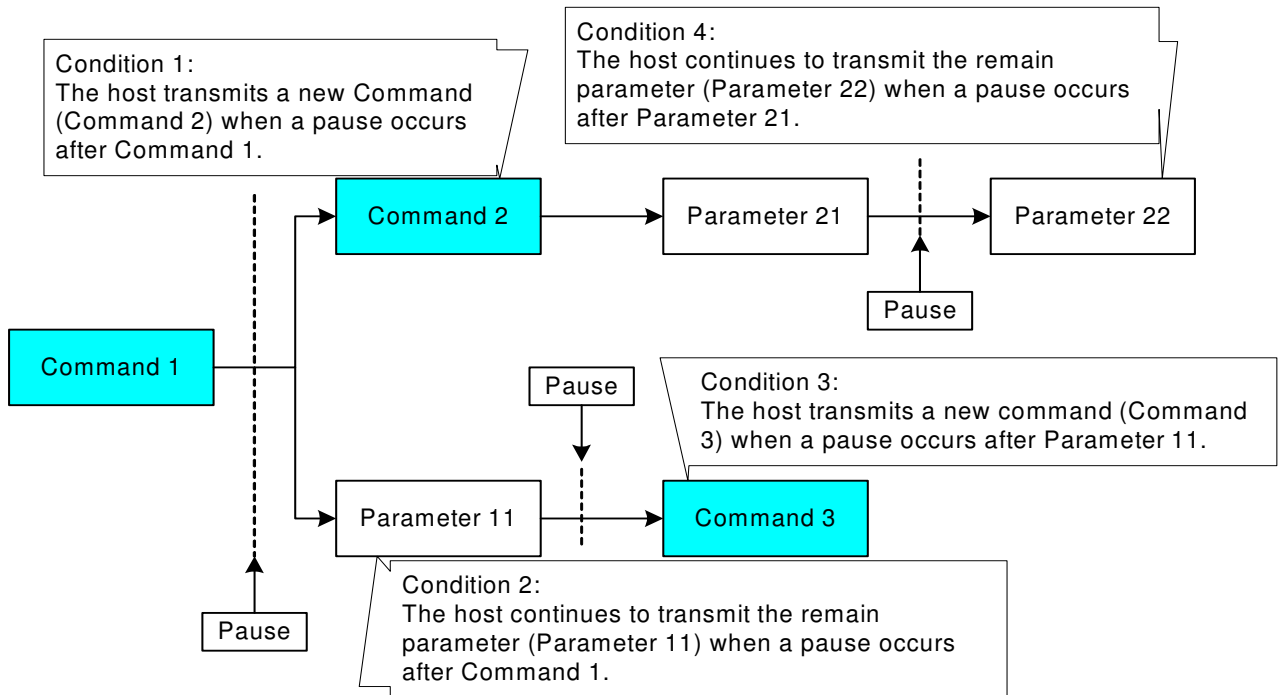 Condition 1:
The host transmits a new Command
(Command 2) when a pause occurs
after Command 1.
Condition 4:
The host continues to transmit the remain
parameter (Parameter 22) when a pause occurs
after Parameter 21.
Command 2
Parameter 21
Parameter 22
Pause
Command 1
Pause
Condition 3:
The host transmits a new command (Command
3) when a pause occurs after Parameter 11.
Parameter 11
Command 3
Pause
Condition 2:
The host continues to transmit the remain
parameter (Parameter 11) when a pause occurs
after Command 1.